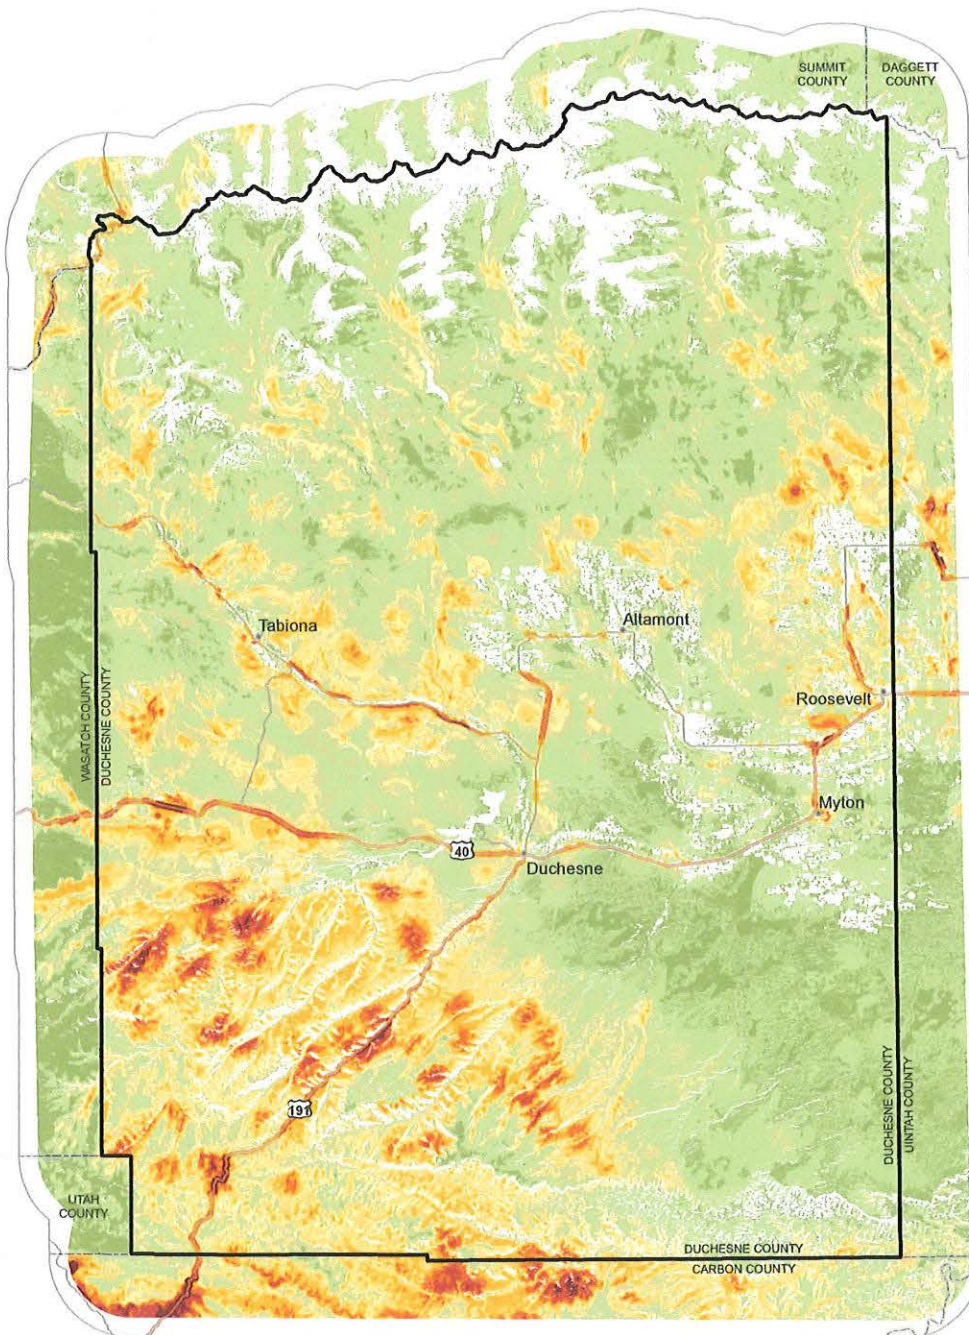 SUMMIT
COUNTY
DAGGETT
COUNTY
Tabiona
Altamont
WASATCH COUNTY
DUCHESNE COUNTY
Roosevelt
Myton
40
Duchesne
191
DUCHESNE COUNTY
UINTAH COUNTY
UTAH
COUNTY
DUCHESNE COUNTY
CARBON COUNTY